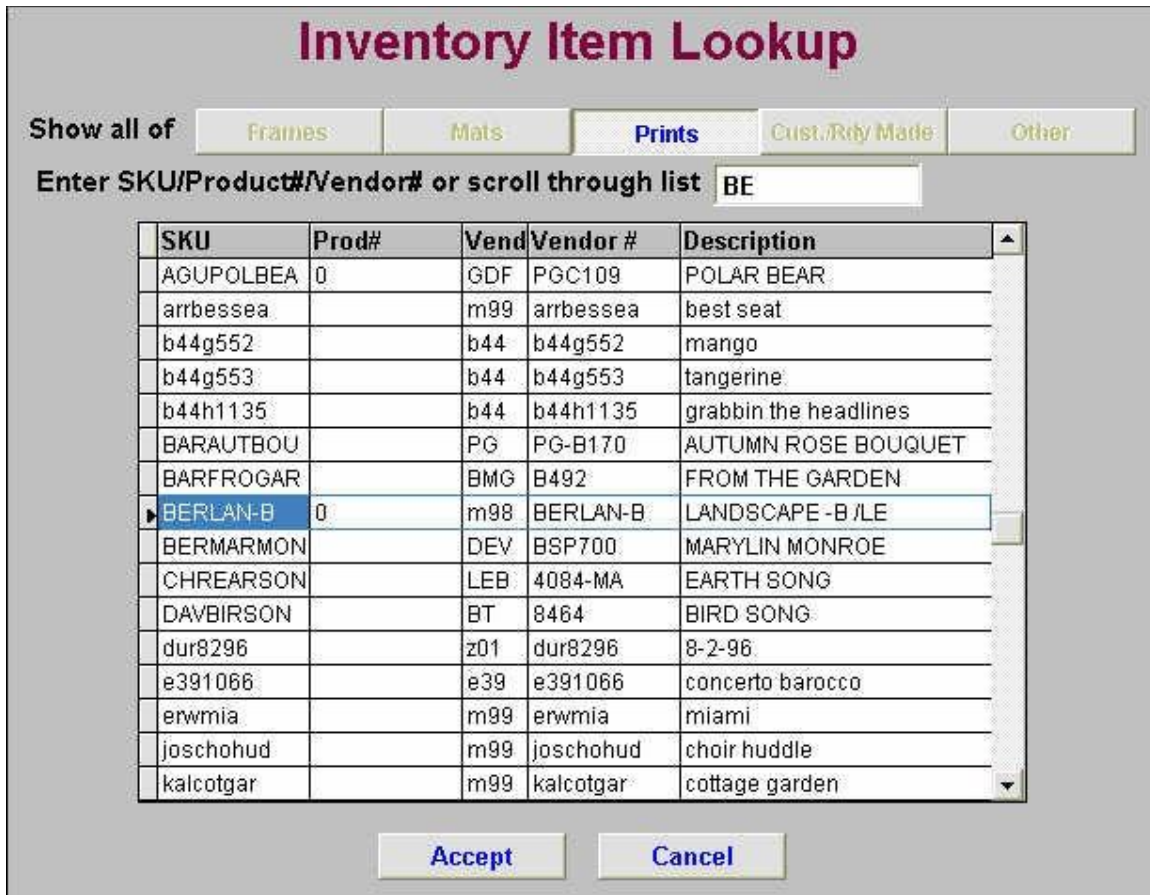 Inventory Item Lookup
Show all of Frames Mats Prints Cust./Rdy Made Other
Enter SKU/Product#/Vendor# or scroll through list BE
SKU Prod# Vend Vendor # Description
AGUPOLBEA 0 GDF PGC109 POLAR BEAR
arrbessea m99 arrbessea best seat
b44g552 b44 b44g552 mango
b44g553 b44 b44g553 tangerine
b44h1135 b44 b44h1135 grabbin the headlines
BARAUTBOU PG PG-B170 AUTUMN ROSE BOUQUET
BARFROGAR BMG B492 FROM THE GARDEN
BERLAN-B 0 m98 BERLAN-B LANDSCAPE -B /LE
BERMARMON DEV BSP700 MARYLIN MONROE
CHREARSON LEB 4084-MA EARTH SONG
DAVBIRSON BT 8464 BIRD SONG
dur8296 z01 dur8296 8-2-96
e391066 e39 e391066 concerto barocco
erwmia m99 erwmia miami
joschohud m99 joschohud choir huddle
kalcotgar m99 kalcotgar cottage garden
Accept Cancel